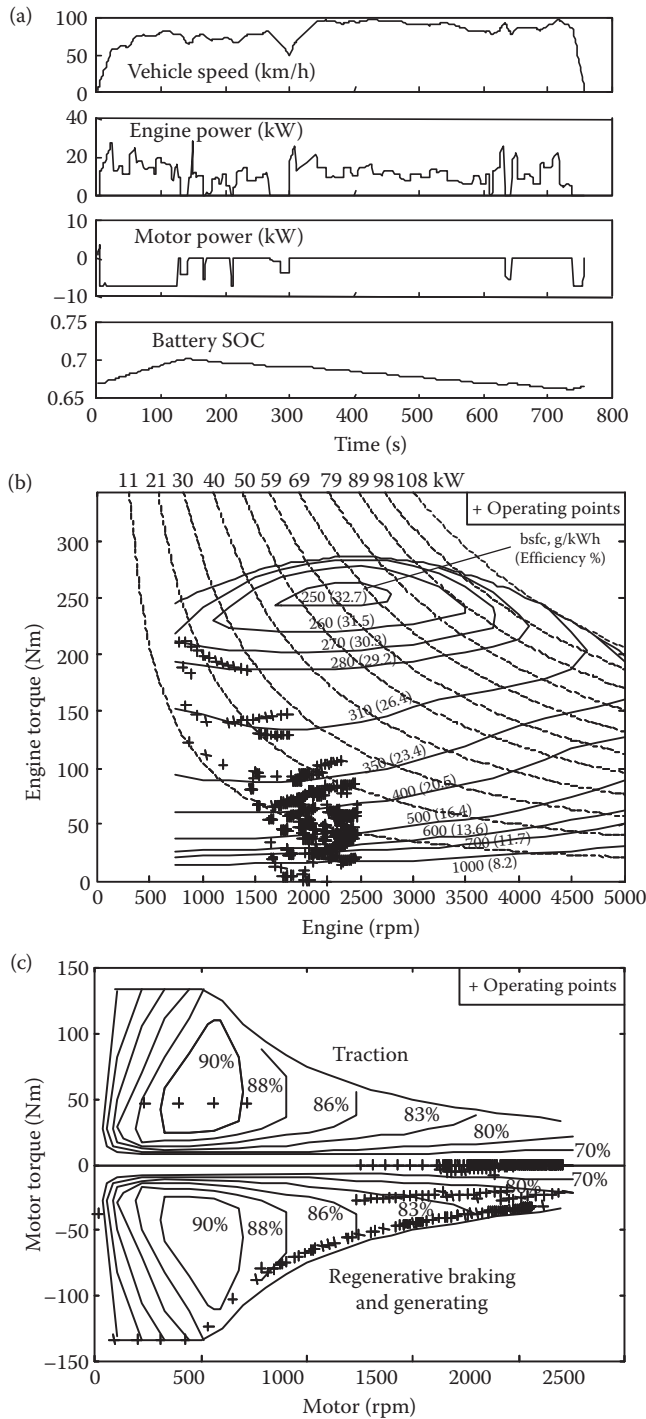 (a)
100
50
0
Vehicle speed (km/h)
40
20
0
Engine power (kW)
10
0
−10
Motor power (kW)
0.75
0.7
0.65
Battery SOC
0 100 200 300 400 500 600 700 800
Time (s)
(b)
11 21 30 40 50 59 69 79 89 98 108 kW
+ Operating points
bsfc, g/kWh
(Efficiency %)
300
250
200
150
100
50
0
Engine torque (Nm)
250 (32.7)
260 (31.5)
270 (30.3)
280 (29.2)
310 (26.4)
350 (23.4)
400 (20.5)
500 (16.4)
600 (13.6)
700 (11.7)
1000 (8.2)
0 500 1000 1500 2000 2500 3000 3500 4000 4500 5000
Engine (rpm)
(c)
+ Operating points
150
100
50
0
−50
−100
−150
Motor torque (Nm)
Traction
90%
88%
86%
83%
80%
70%
70%
80%
83%
86%
88%
90%
Regenerative braking
and generating
0 500 1000 1500 2000 2500
Motor (rpm)